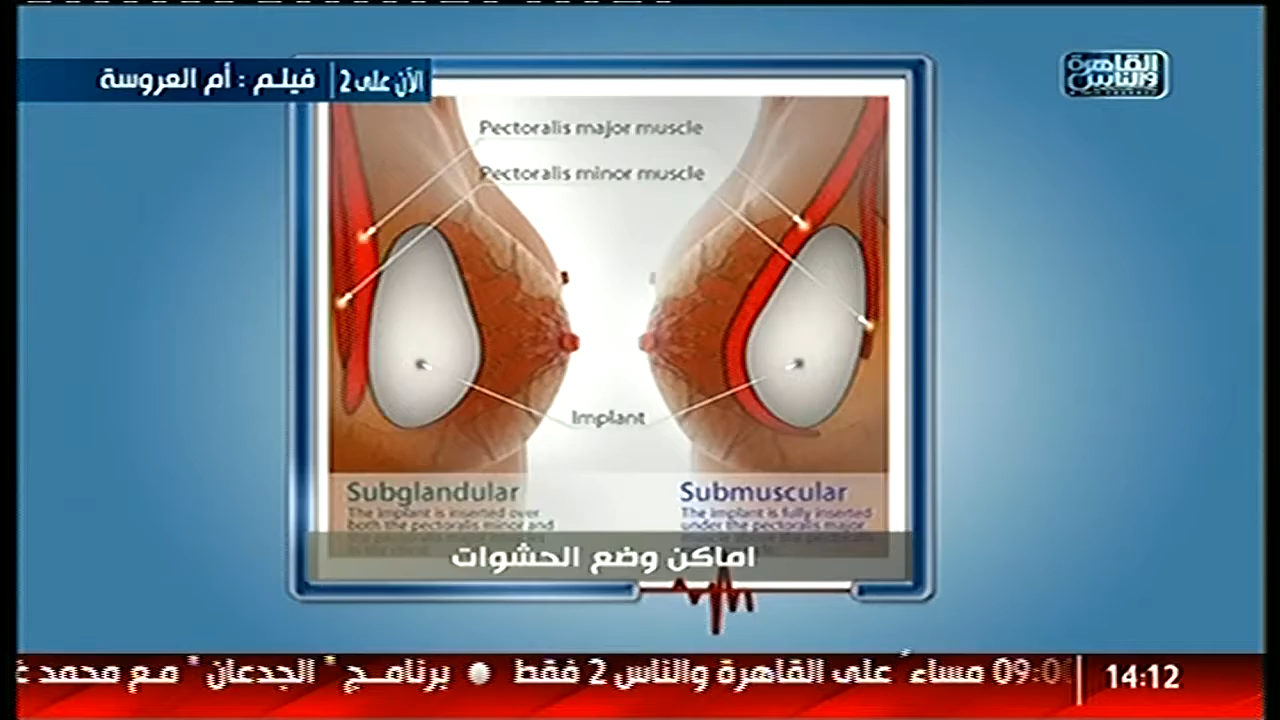 الآن على 2 | فيلم : أم العروسة
القاهرة
والناس
Pectoralis major muscle
Pectoralis minor muscle
Implant
Subglandular
The implant is inserted over
both the pectoralis minor and
Submuscular
The implant is fully inserted
under the pectoralis major
اماكن وضع الحشوات
09:00 مساءً على القاهرة والناس 2 فقط ● برنامج " الجدعان " مع محمد
14:12